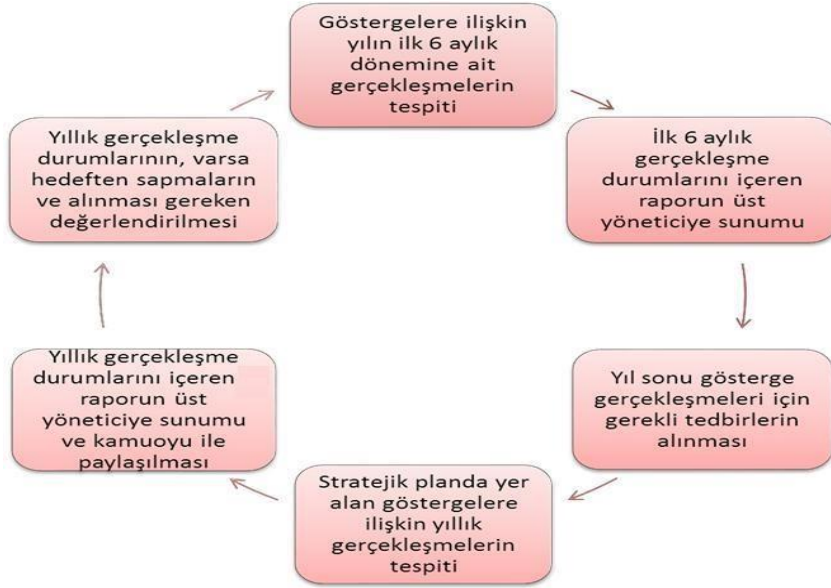 Göstergelere ilişkin
yılın ilk 6 aylık
dönemine ait
gerçekleşmelerin
tespiti
İlk 6 aylık
gerçekleşme
durumlarını içeren
raporun üst
yöneticiye sunumu
Yıl sonu gösterge
gerçekleşmeleri için
gerekli tedbirlerin
alınması
Stratejik planda yer
alan göstergelere
ilişkin yıllık
gerçekleşmelerin
tespiti
Yıllık gerçekleşme
durumlarını içeren
raporun üst
yöneticiye sunumu
ve kamuoyu ile
paylaşılması
Yıllık gerçekleşme
durumlarının, varsa
hedeften sapmaların
ve alınması gereken
değerlendirilmesi